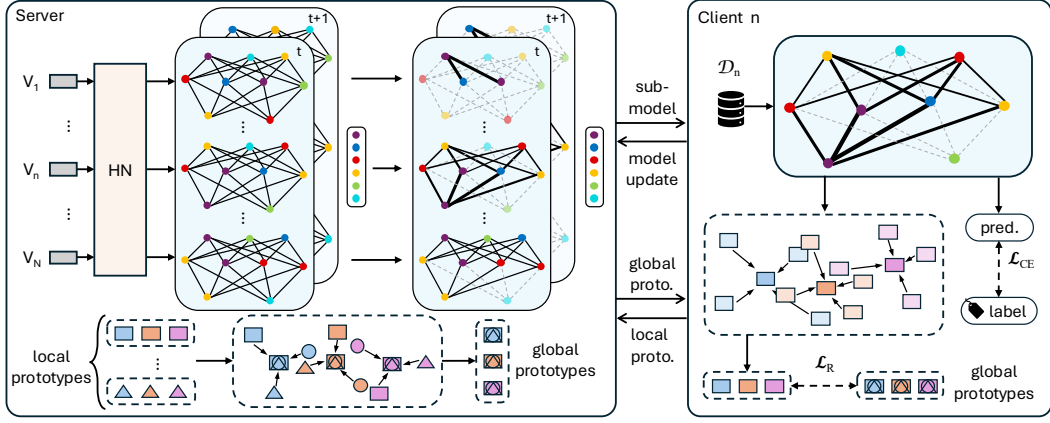 Server
t+1
t
V1
⋮
Vn
⋮
VN
HN
⋮
⋮
t+1
t
⋮
⋮
local
prototypes
⋮
global
prototypes
sub-
model
model
update
global
proto.
local
proto.
Client n
𝒟n
pred.
ℒCE
label
ℒR
global
prototypes